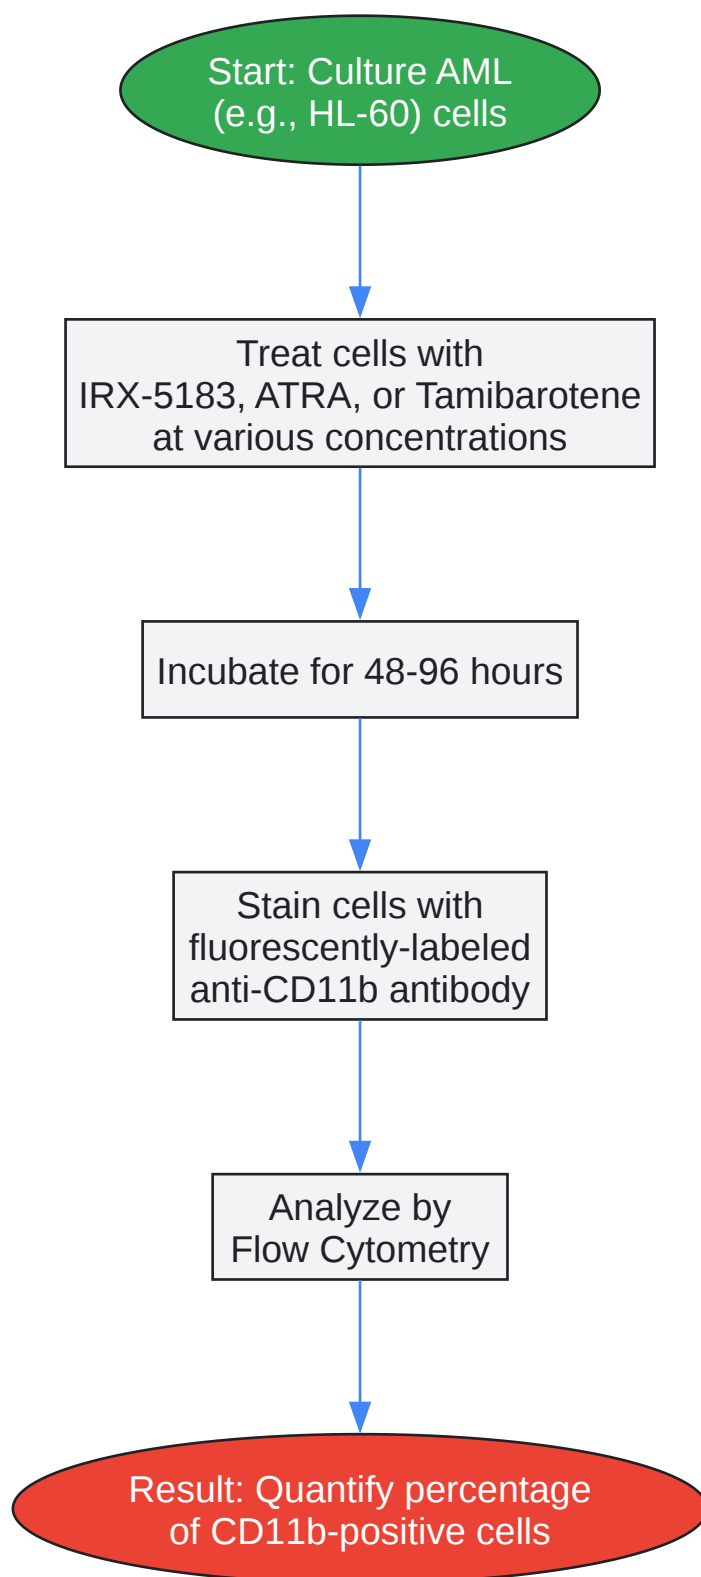 Start: Culture AML
(e.g., HL-60) cells
Treat cells with
IRX-5183, ATRA, or Tamibarotene
at various concentrations
Incubate for 48-96 hours
Stain cells with
fluorescently-labeled
anti-CD11b antibody
Analyze by
Flow Cytometry
Result: Quantify percentage
of CD11b-positive cells